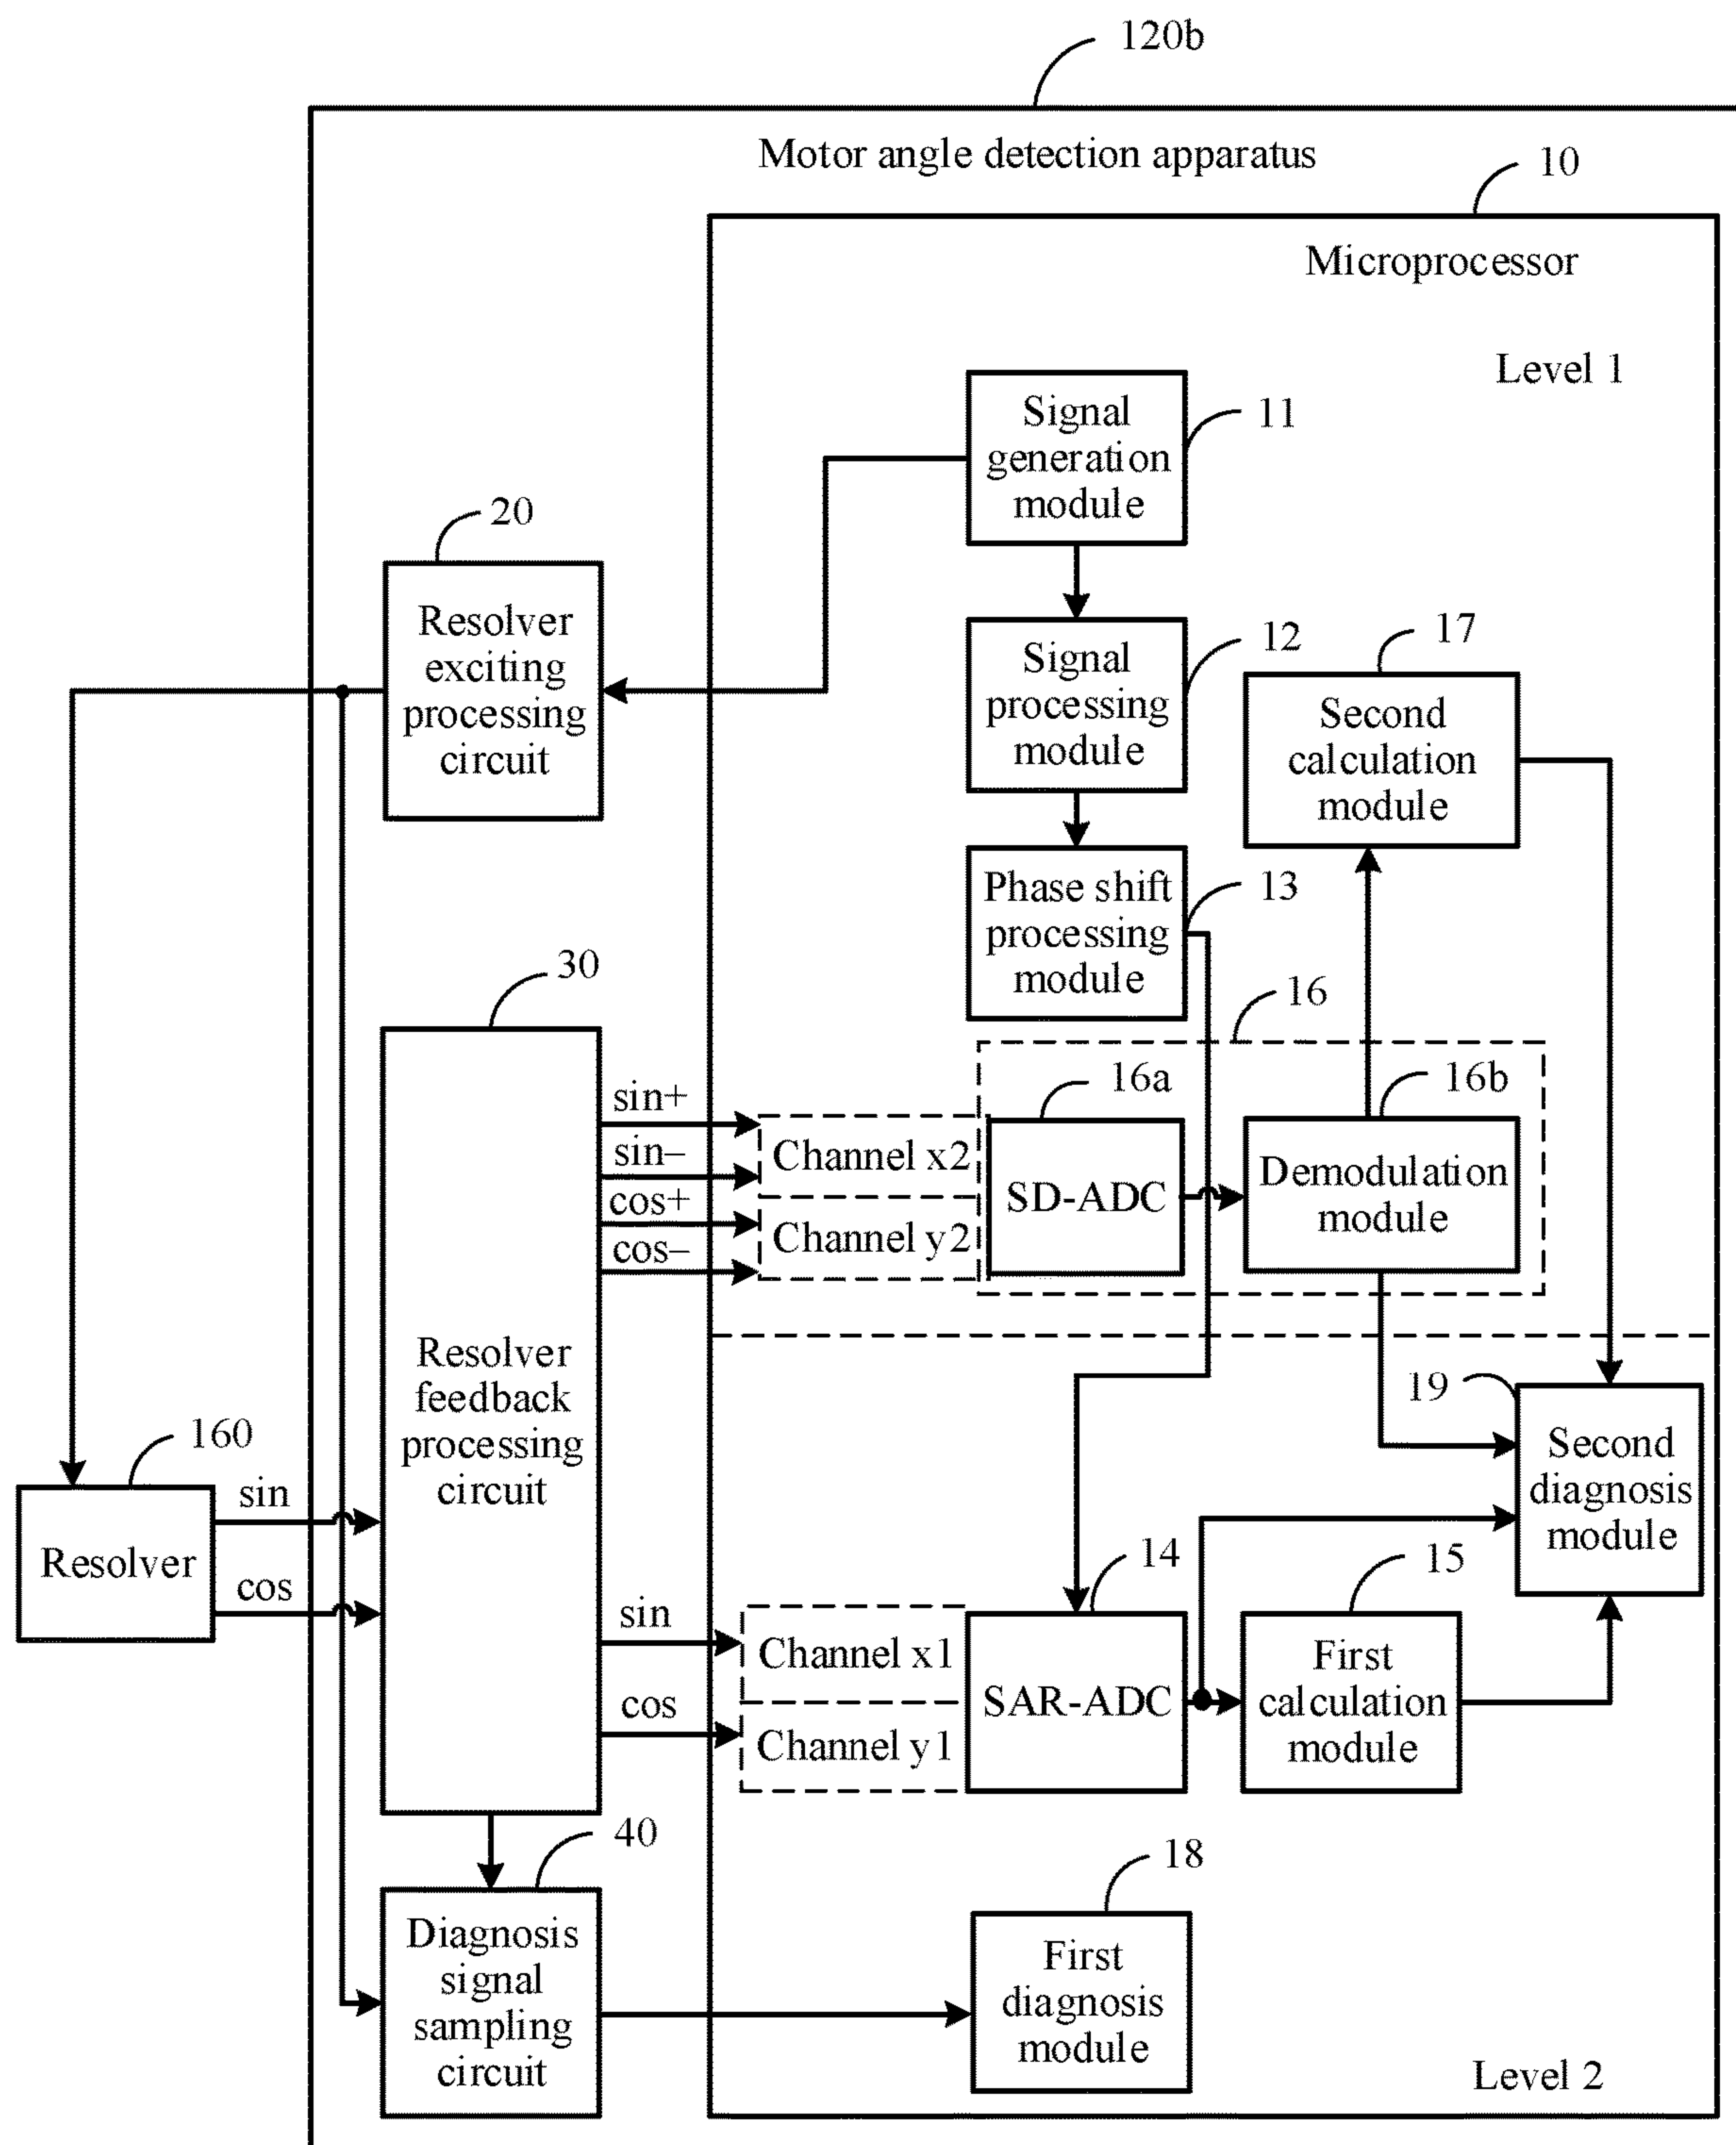 120b
Motor angle detection apparatus
10
Microprocessor
Level 1
Signal
generation
module
11
20
Resolver
exciting
processing
circuit
Signal
processing
module
12
17
Second
calculation
module
Phase shift
processing
module
13
30
16
16a
16b
sin+
sin–
cos+
cos–
Channel x2
Channel y2
SD-ADC
Demodulation
module
Resolver
feedback
processing
circuit
19
Second
diagnosis
module
160
Resolver
sin
cos
sin
cos
14
15
Channel x1
Channel y1
SAR-ADC
First
calculation
module
40
Diagnosis
signal
sampling
circuit
18
First
diagnosis
module
Level 2